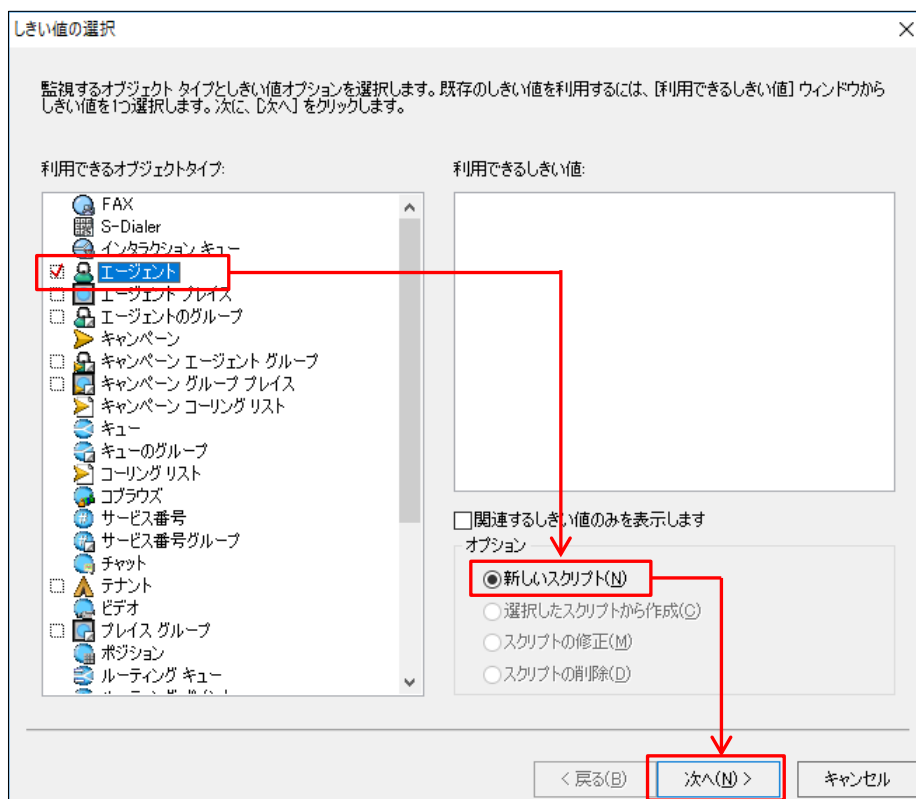 しきい値の選択
監視するオブジェクト タイプとしきい値オプションを選択します。既存のしきい値を利用するには、[利用できるしきい値] ウィンドウから
しきい値を1つ選択します。次に、[次へ] をクリックします。
利用できるオブジェクトタイプ:
利用できるしきい値:
FAX
S-Dialer
インタラクション キュー
エージェント
エージェント プレイス
エージェントのグループ
キャンペーン
キャンペーン エージェント グループ
キャンペーン グループ プレイス
キャンペーン コーリング リスト
キュー
キューのグループ
コーリング リスト
コブラウズ
サービス番号
サービス番号グループ
チャット
テナント
ビデオ
プレイス グループ
ポジション
ルーティング キュー
関連するしきい値のみを表示します
オプション
新しいスクリプト(N)
選択したスクリプトから作成(C)
スクリプトの修正(M)
スクリプトの削除(D)
< 戻る(B)
次へ(N) >
キャンセル